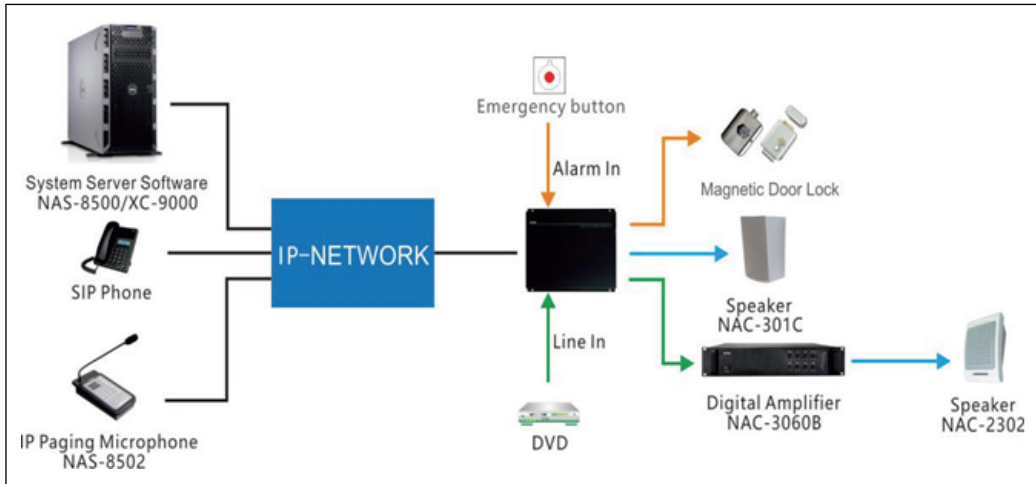 System Server Software
NAS-8500/XC-9000
SIP Phone
IP Paging Microphone
NAS-8502
IP-NETWORK
Emergency button
Alarm In
Line In
DVD
Magnetic Door Lock
Speaker
NAC-301C
Digital Amplifier
NAC-3060B
Speaker
NAC-2302